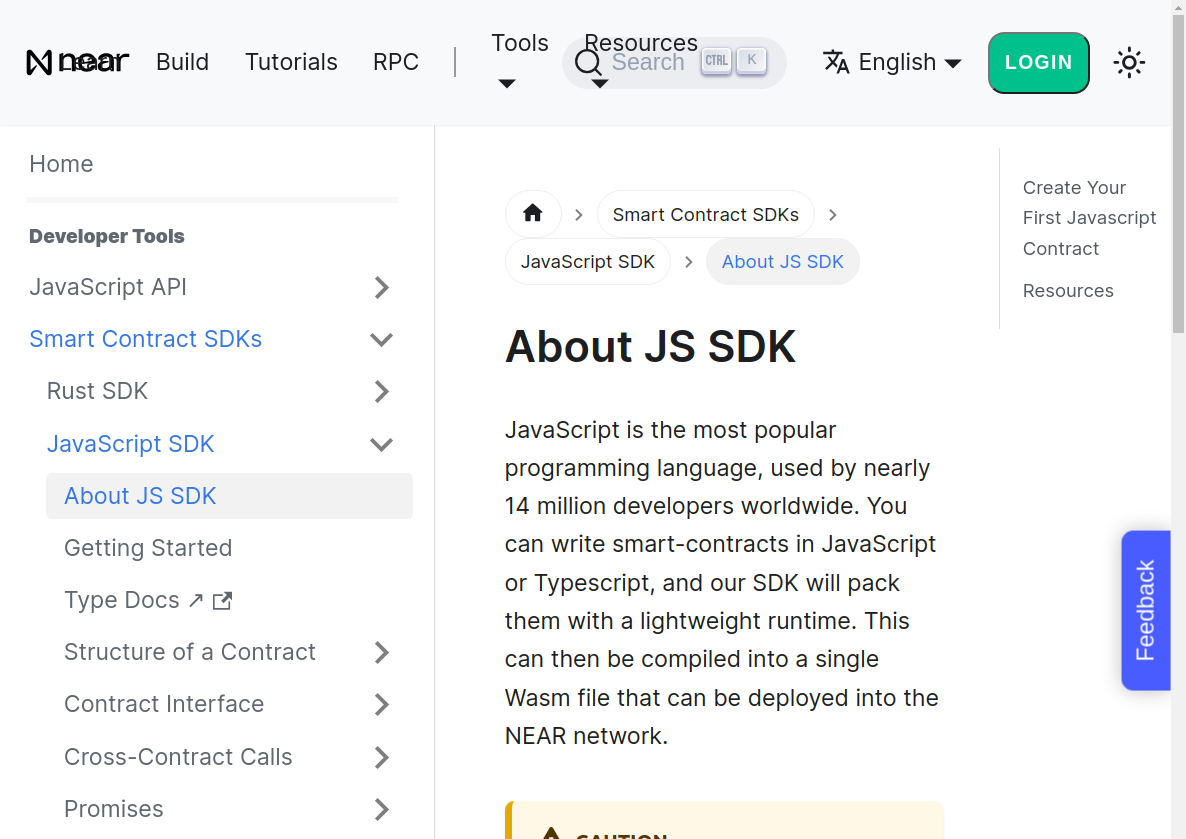 near
Learn
Build
Tutorials
RPC
Tools
Resources
Search
CTRL
K
English
LOGIN
Home
Developer Tools
JavaScript API
Smart Contract SDKs
Rust SDK
JavaScript SDK
About JS SDK
Getting Started
Type Docs ↗
Structure of a Contract
Contract Interface
Cross-Contract Calls
Promises
Smart Contract SDKs
JavaScript SDK
About JS SDK
About JS SDK
JavaScript is the most popular
programming language, used by nearly
14 million developers worldwide. You
can write smart-contracts in JavaScript
or Typescript, and our SDK will pack
them with a lightweight runtime. This
can then be compiled into a single
Wasm file that can be deployed into the
NEAR network.
CAUTION
Create Your
First Javascript
Contract
Resources
Feedback